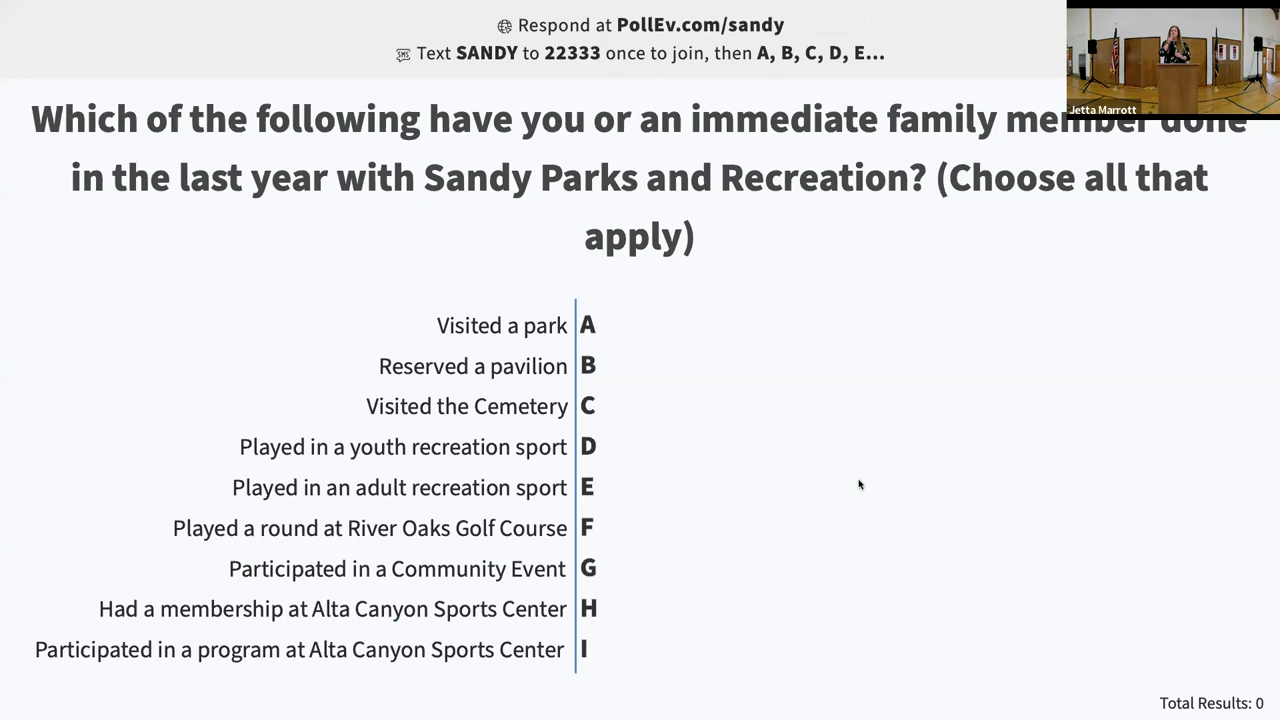 Respond at PollEv.com/sandy
Text SANDY to 22333 once to join, then A, B, C, D, E...
Jetta Marrott
Which of the following have you or an immediate family member done
in the last year with Sandy Parks and Recreation? (Choose all that
apply)
Visited a park A
Reserved a pavilion B
Visited the Cemetery C
Played in a youth recreation sport D
Played in an adult recreation sport E
Played a round at River Oaks Golf Course F
Participated in a Community Event G
Had a membership at Alta Canyon Sports Center H
Participated in a program at Alta Canyon Sports Center I
Total Results: 0